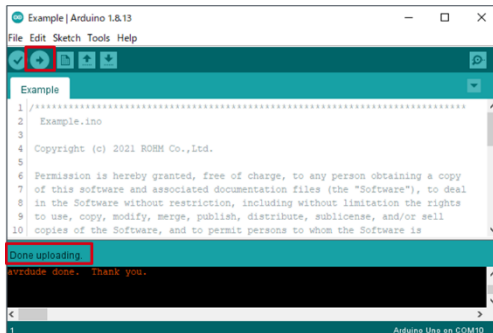 Example | Arduino 1.8.13
File Edit Sketch Tools Help
Example
1 /******************************************************************************
2 Example.ino
3
4 Copyright (c) 2021 ROHM Co.,Ltd.
5
6 Permission is hereby granted, free of charge, to any person obtaining a copy
7 of this software and associated documentation files (the "Software"), to deal
8 in the Software without restriction, including without limitation the rights
9 to use, copy, modify, merge, publish, distribute, sublicense, and/or sell
10 copies of the Software, and to permit persons to whom the Software is
Done uploading.
avrdude done. Thank you.
1 Arduino Uno on COM10